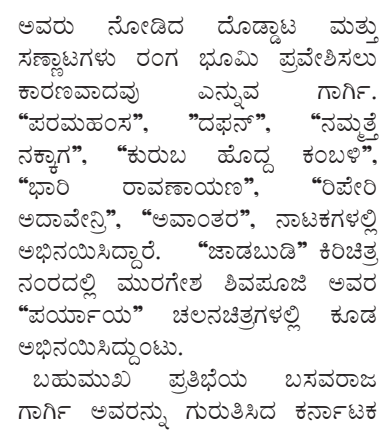 ಅವರು ನೋಡಿದ ದೊಡ್ಡಾಟ ಮತ್ತು
ಸಣ್ಣಾಟಗಳು ರಂಗ ಭೂಮಿ ಪ್ರವೇಶಿಸಲು
ಕಾರಣವಾದವು ಎನ್ನುವ ಗಾರ್ಗಿ.
“ಪರಮಹಂಸ”, ”ದಫನ್”, “ನಮ್ಮತ್ತೆ
ನಕ್ಕಾಗ”, “ಕುರುಬ ಹೊದ್ದ ಕಂಬಳಿ”,
“ಭಾರಿ ರಾವಣಾಯಣ”, “ರಿಪೇರಿ
ಅದಾವೇನ್ರಿ”, “ಅವಾಂತರ”, ನಾಟಕಗಳಲ್ಲಿ
ಅಭಿನಯಿಸಿದ್ದಾರೆ. “ಜಾಡಬುಡಿ” ಕಿರಿಚಿತ್ರ
ನಂರದಲ್ಲಿ ಮುರಗೇಶ ಶಿವಪೂಜಿ ಅವರ
“ಪರ್ಯಾಯ” ಚಲನಚಿತ್ರಗಳಲ್ಲಿ ಕೂಡ
ಅಭಿನಯಿಸಿದ್ದುಂಟು.
ಬಹುಮುಖ ಪ್ರತಿಭೆಯ ಬಸವರಾಜ
ಗಾರ್ಗಿ ಅವರನ್ನು ಗುರುತಿಸಿದ ಕರ್ನಾಟಕ